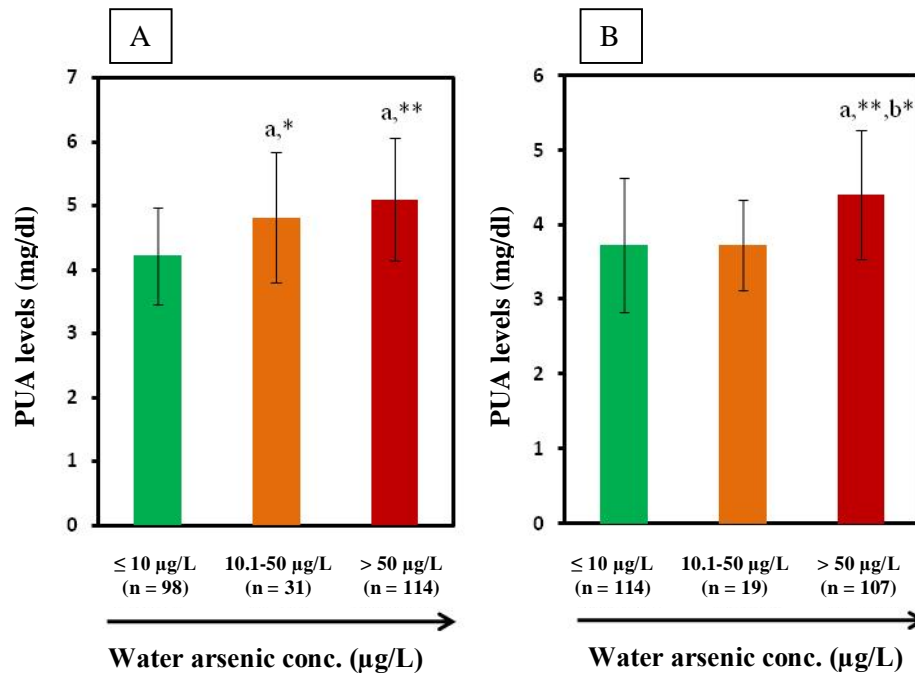 A
7
6
5
4
3
2
1
0
PUA levels (mg/dl)
a,*
a,**
≤ 10 µg/L
(n = 98)
10.1-50 µg/L
(n = 31)
> 50 µg/L
(n = 114)
Water arsenic conc. (µg/L)
B
6
5
4
3
2
1
0
PUA levels (mg/dl)
a,**,b*
≤ 10 µg/L
(n = 114)
10.1-50 µg/L
(n = 19)
> 50 µg/L
(n = 107)
Water arsenic conc. (µg/L)